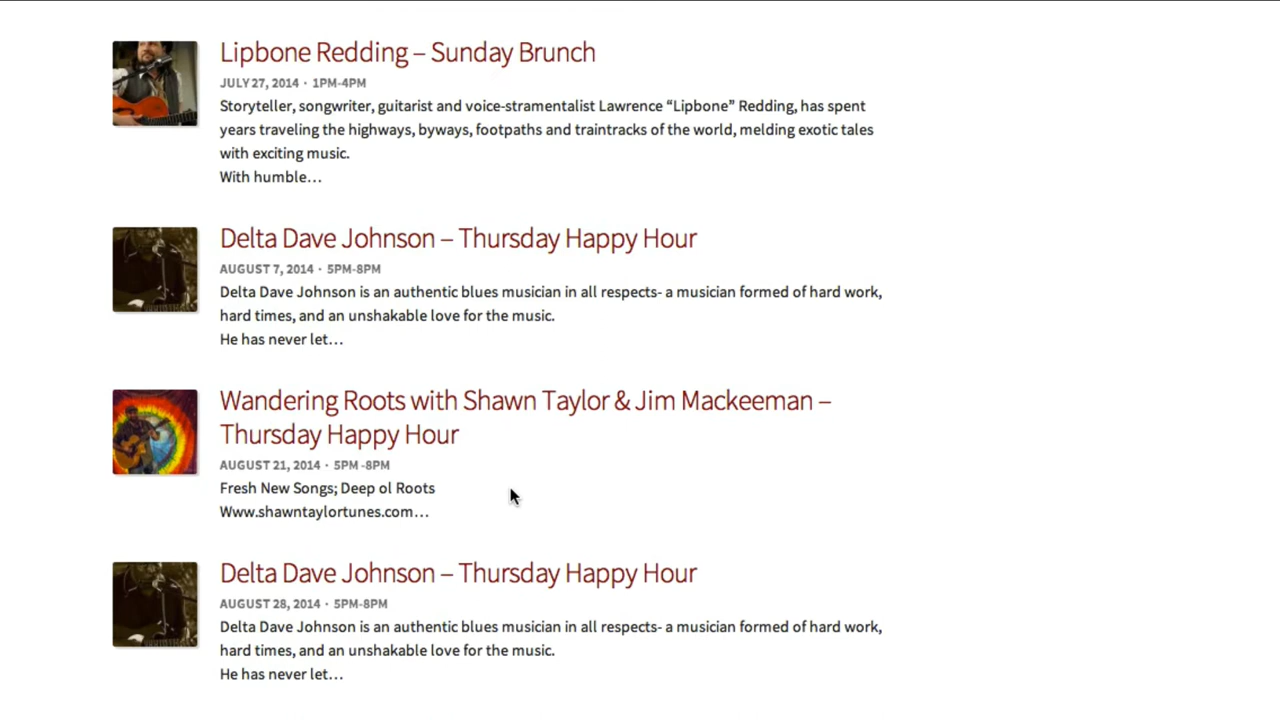 Lipbone Redding – Sunday Brunch
JULY 27, 2014 · 1PM-4PM
Storyteller, songwriter, guitarist and voice-stramentalist Lawrence “Lipbone” Redding, has spent
years traveling the highways, byways, footpaths and traintracks of the world, melding exotic tales
with exciting music.
With humble…
Delta Dave Johnson – Thursday Happy Hour
AUGUST 7, 2014 · 5PM-8PM
Delta Dave Johnson is an authentic blues musician in all respects- a musician formed of hard work,
hard times, and an unshakable love for the music.
He has never let…
Wandering Roots with Shawn Taylor & Jim Mackeeman –
Thursday Happy Hour
AUGUST 21, 2014 · 5PM -8PM
Fresh New Songs; Deep ol Roots
Www.shawntaylortunes.com…
Delta Dave Johnson – Thursday Happy Hour
AUGUST 28, 2014 · 5PM-8PM
Delta Dave Johnson is an authentic blues musician in all respects- a musician formed of hard work,
hard times, and an unshakable love for the music.
He has never let…